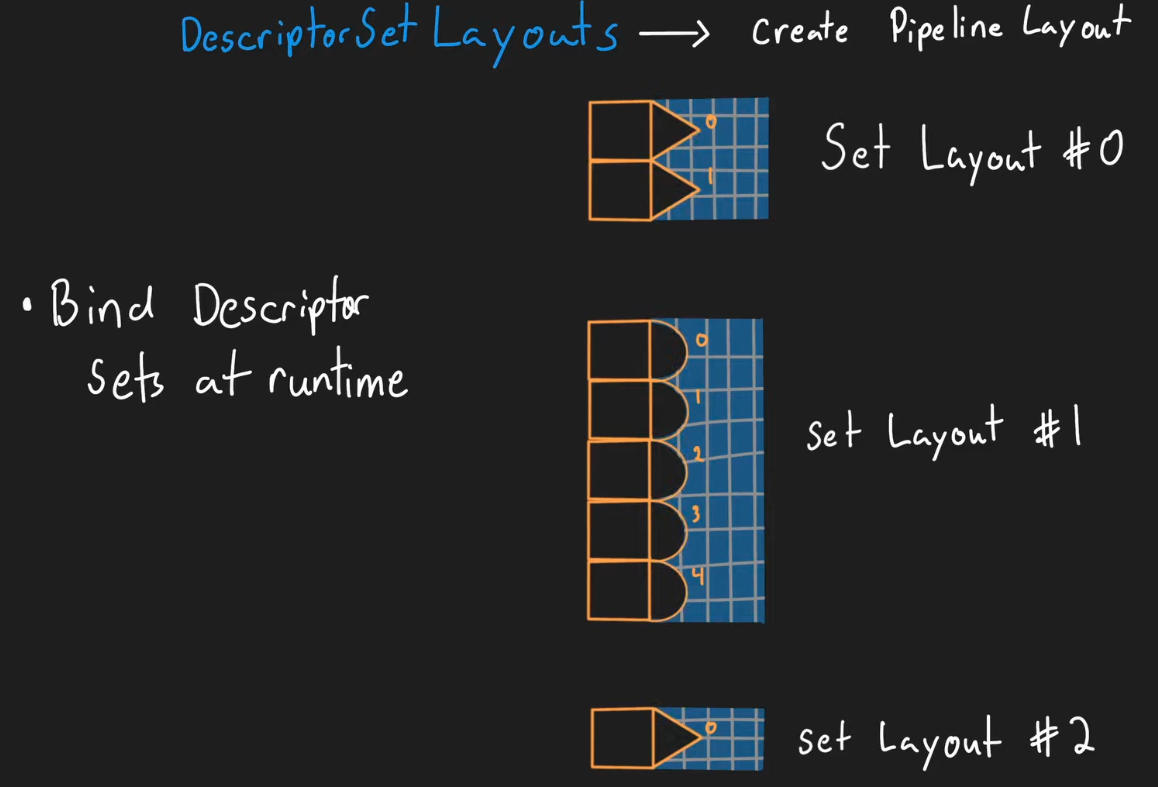 DescriptorSet Layouts → Create Pipeline Layout
0
1
Set Layout #0
• Bind Descriptor
Sets at runtime
0
1
2
3
4
Set Layout #1
0
Set Layout #2